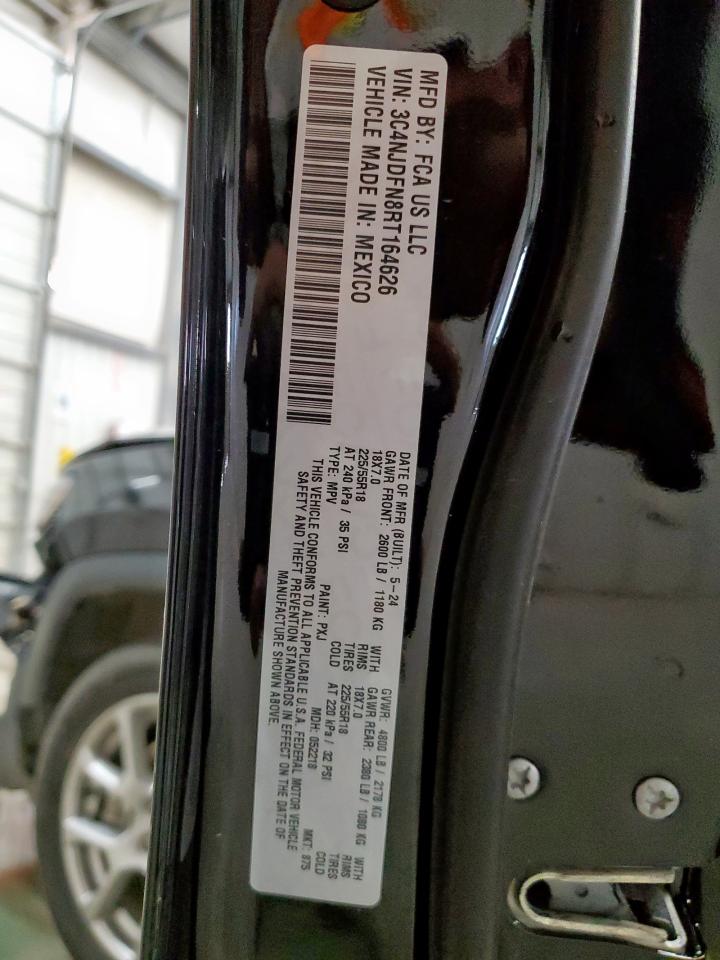 MFD BY: FCA US LLC
VIN: 3C4NJDFN8RT164626
VEHICLE MADE IN: MEXICO
DATE OF MFR (BUILT): 5-24 GVWR: 4800 LB / 2178 KG
GAWR FRONT: 2600 LB / 1180 KG WITH GAWR REAR: 2380 LB / 1080 KG WITH
18X7.0 RIMS 18X7.0 RIMS
225/55R18 TIRES 225/55R18 TIRES
AT 240 kPa / 35 PSI COLD AT 220 kPa / 32 PSI COLD
TYPE: MPV PAINT: PXJ MDH: 052218 MKT: 875
THIS VEHICLE CONFORMS TO ALL APPLICABLE U.S.A. FEDERAL MOTOR VEHICLE
SAFETY AND THEFT PREVENTION STANDARDS IN EFFECT ON THE DATE OF
MANUFACTURE SHOWN ABOVE.